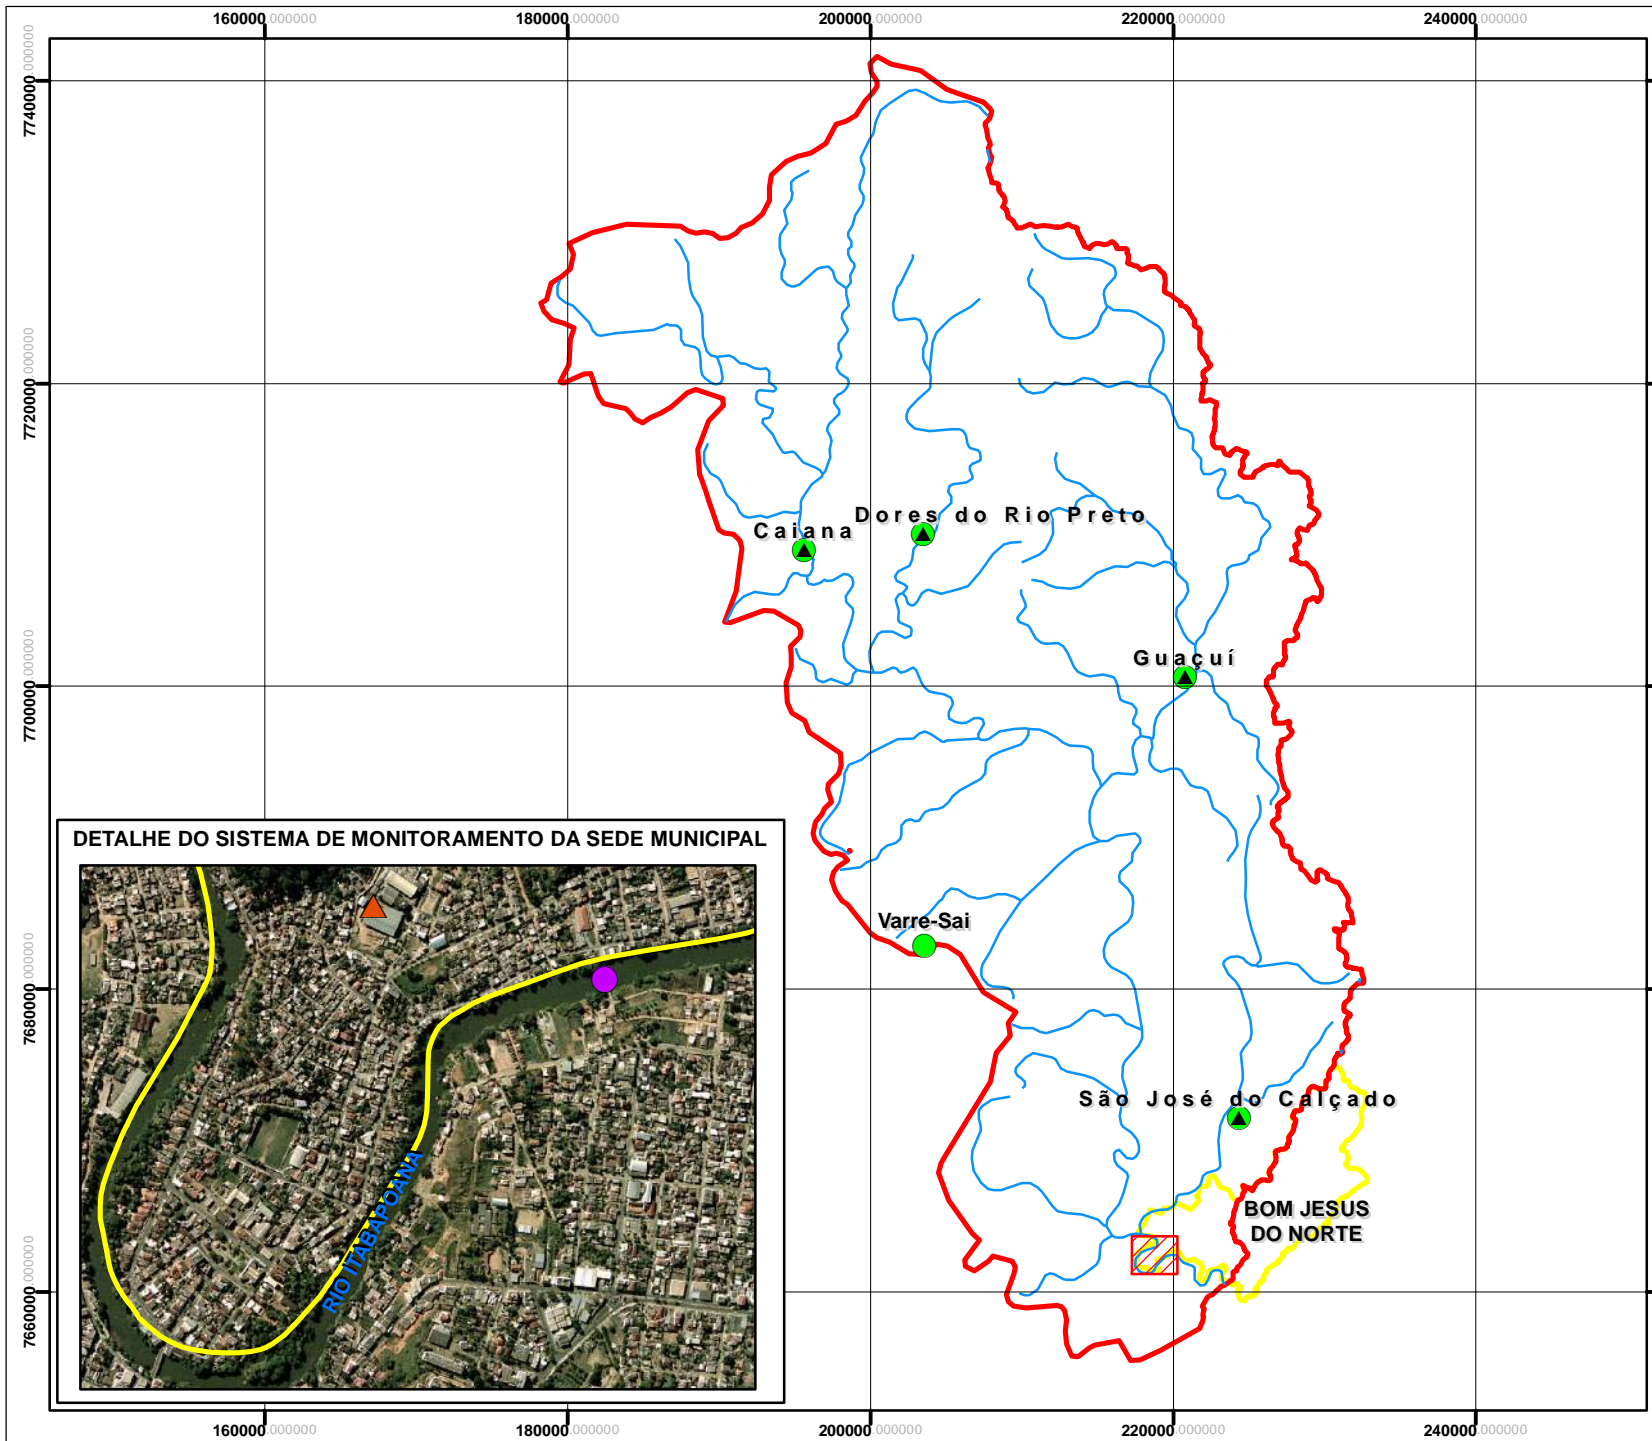 160000.000000 180000.000000 200000.000000 220000.000000 240000.000000
7740000.000000
7720000.000000
7700000.000000
7680000.000000
7660000.000000
Dores do Rio Preto
Caiana
Guaçuí
Varre-Sai
São José do Calçado
BOM JESUS
DO NORTE
DETALHE DO SISTEMA DE MONITORAMENTO DA SEDE MUNICIPAL
RIO ITABAPOANA
160000.000000 180000.000000 200000.000000 220000.000000 240000.000000